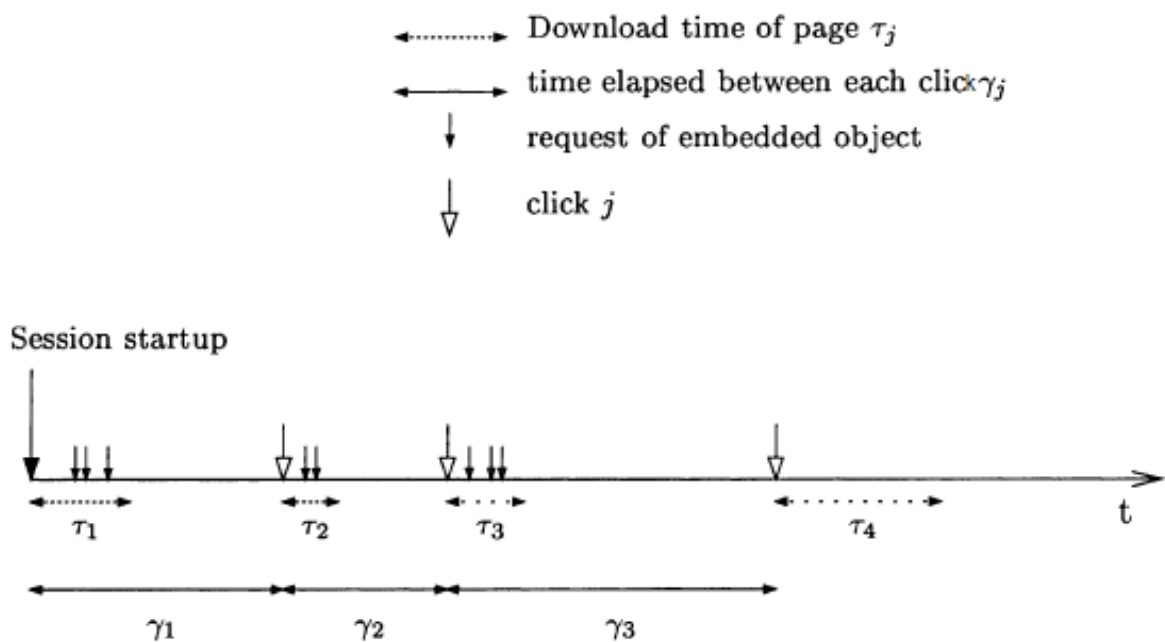 Download time of page τj
time elapsed between each click γj
request of embedded object
click j
Session startup
τ1 τ2 τ3 τ4 t
γ1 γ2 γ3